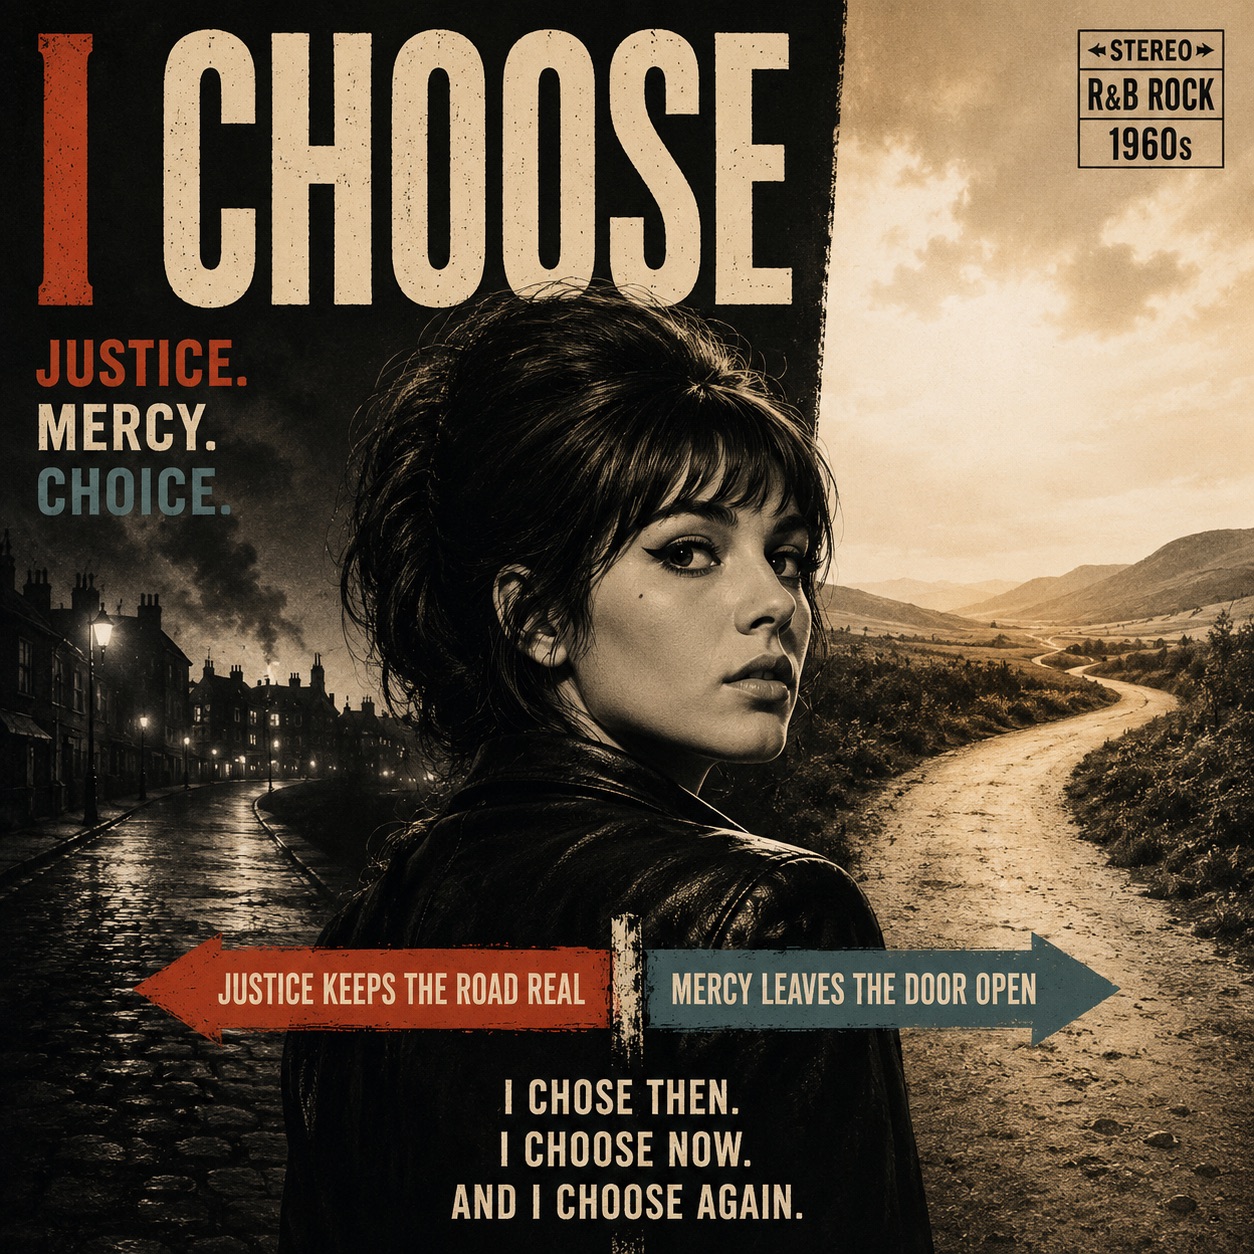 I CHOOSE
STEREO
R&B ROCK
1960s
JUSTICE.
MERCY.
CHOICE.
JUSTICE KEEPS THE ROAD REAL
MERCY LEAVES THE DOOR OPEN
I CHOSE THEN.
I CHOOSE NOW.
AND I CHOOSE AGAIN.